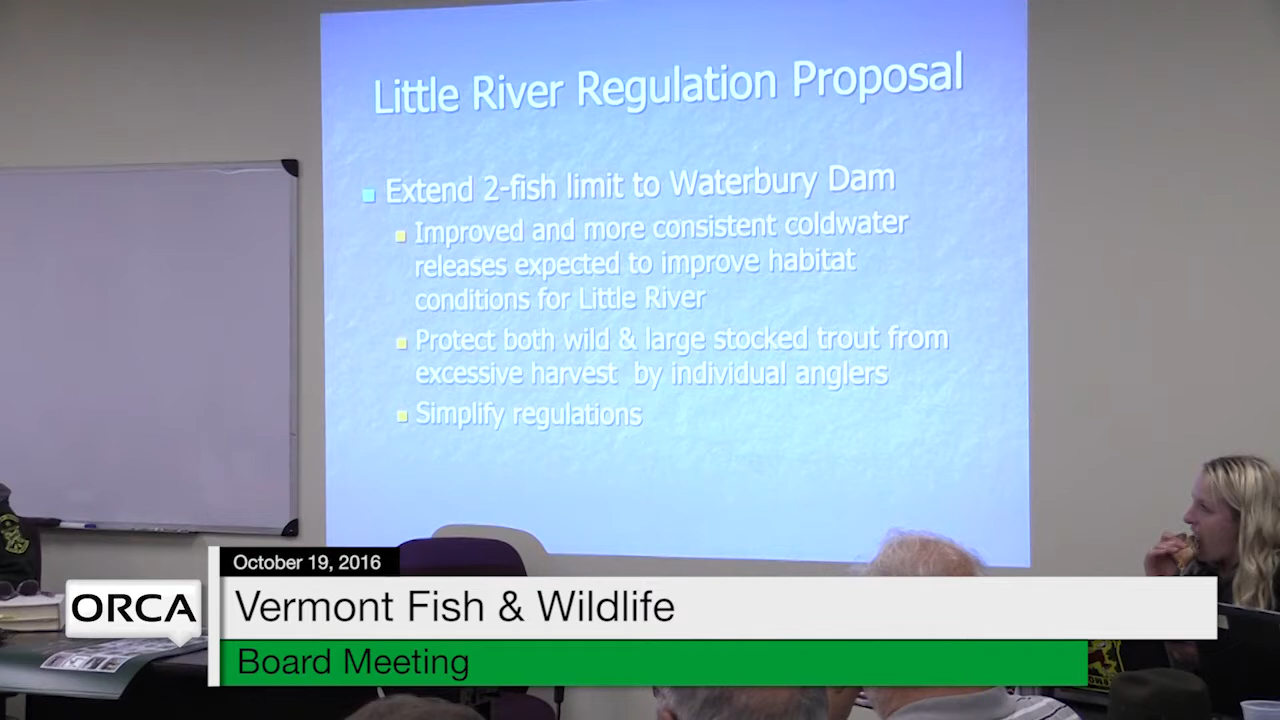 Little River Regulation Proposal
Extend 2-fish limit to Waterbury Dam
Improved and more consistent coldwater
releases expected to improve habitat
conditions for Little River
Protect both wild & large stocked trout from
excessive harvest by individual anglers
Simplify regulations
October 19, 2016
ORCA
Vermont Fish & Wildlife
Board Meeting